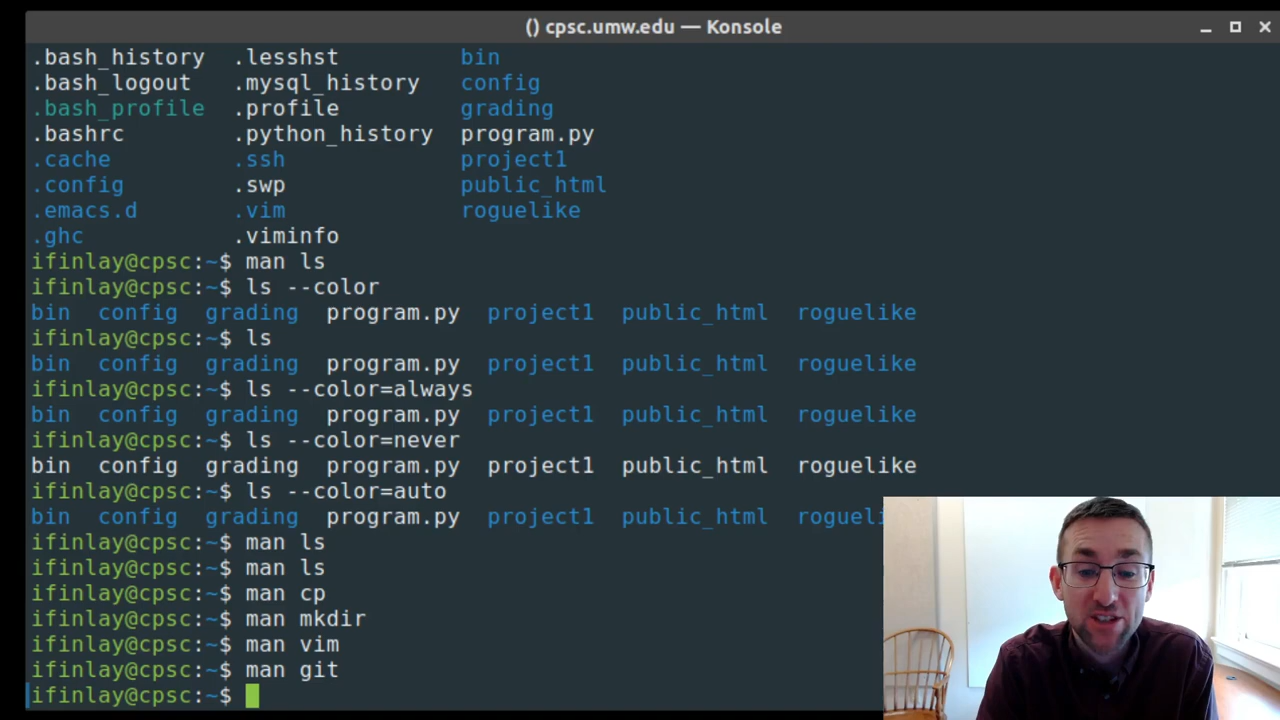 () cpsc.umw.edu — Konsole
.bash_history .lesshst bin
.bash_logout .mysql_history config
.bash_profile .profile grading
.bashrc .python_history program.py
.cache .ssh project1
.config .swp public_html
.emacs.d .vim roguelike
.ghc .viminfo
ifinlay@cpsc:~$ man ls
ifinlay@cpsc:~$ ls --color
bin config grading program.py project1 public_html roguelike
ifinlay@cpsc:~$ ls
bin config grading program.py project1 public_html roguelike
ifinlay@cpsc:~$ ls --color=always
bin config grading program.py project1 public_html roguelike
ifinlay@cpsc:~$ ls --color=never
bin config grading program.py project1 public_html roguelike
ifinlay@cpsc:~$ ls --color=auto
bin config grading program.py project1 public_html rogueli
ifinlay@cpsc:~$ man ls
ifinlay@cpsc:~$ man ls
ifinlay@cpsc:~$ man cp
ifinlay@cpsc:~$ man mkdir
ifinlay@cpsc:~$ man vim
ifinlay@cpsc:~$ man git
ifinlay@cpsc:~$